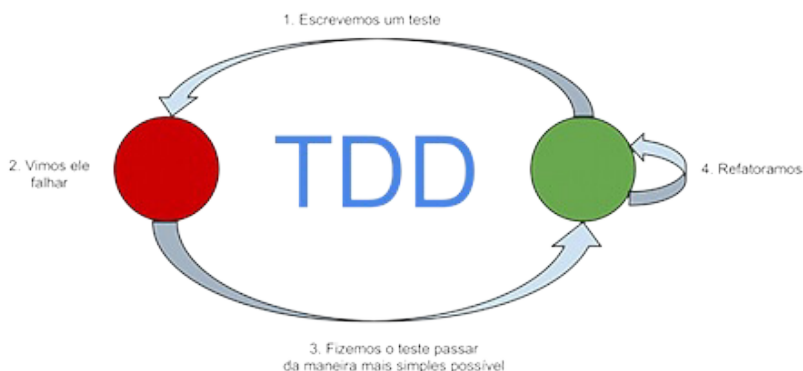 1. Escrevemos um teste
TDD
2. Vimos ele
falhar
4. Refatoramos
3. Fizemos o teste passar
da maneira mais simples possível